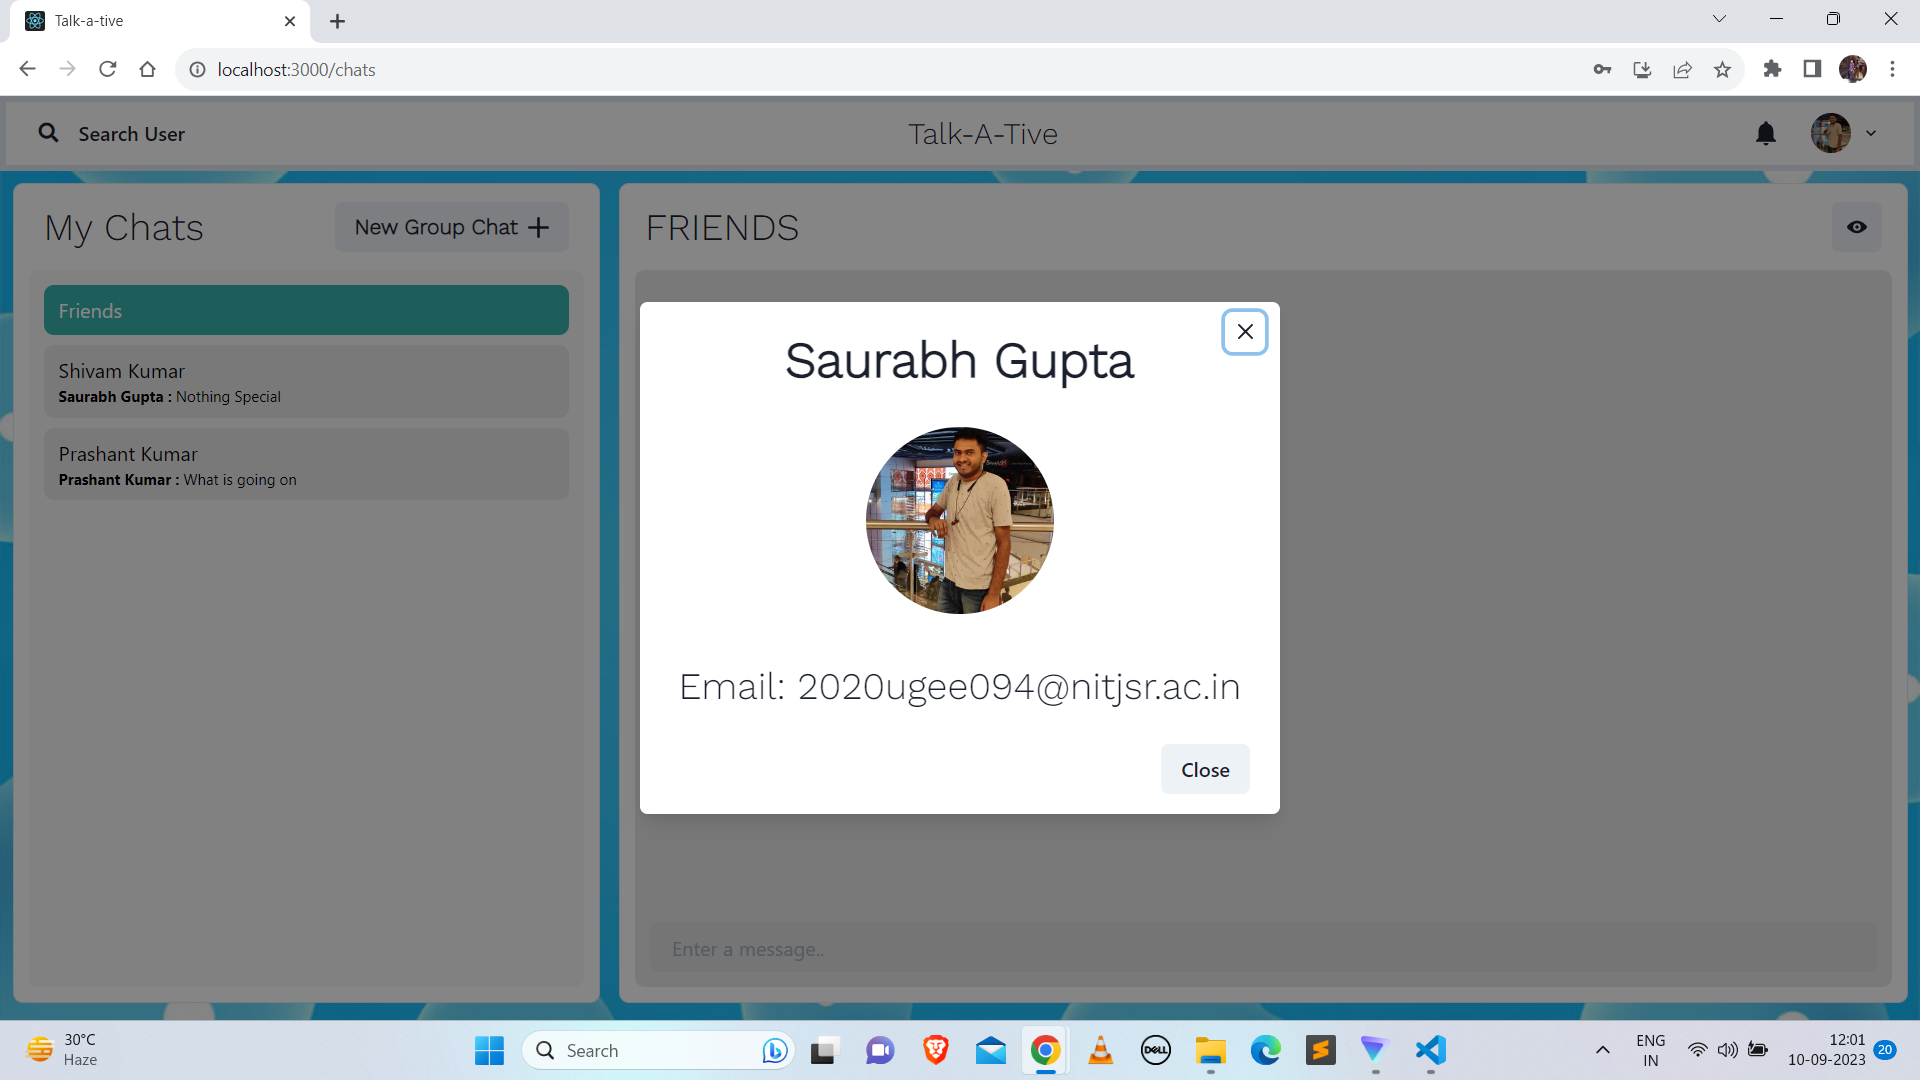 Talk-a-tive
localhost:3000/chats
Search User
Talk-A-Tive
My Chats
New Group Chat
FRIENDS
Friends
Shivam Kumar
Saurabh Gupta : Nothing Special
Prashant Kumar
Prashant Kumar : What is going on
Saurabh Gupta
Email: 2020ugee094@nitjsr.ac.in
Close
Enter a message..
30°C
Haze
Search
DELL
ENG
IN
12:01
10-09-2023
20